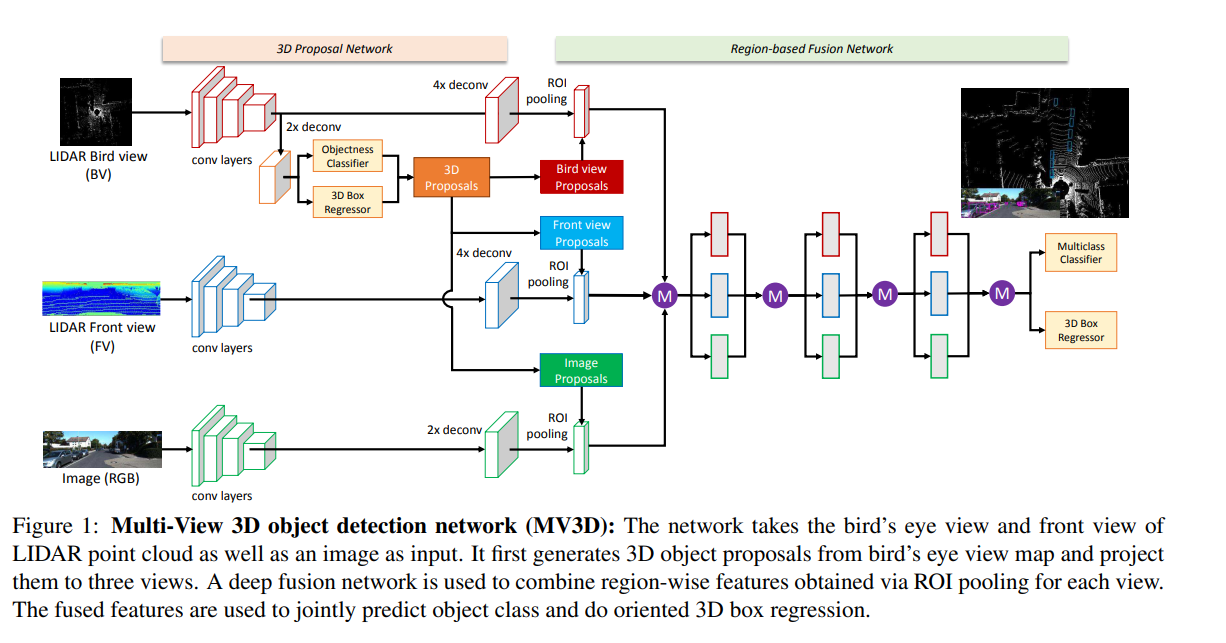 3D Proposal Network
Region-based Fusion Network
4x deconv
ROI
pooling
2x deconv
LIDAR Bird view
(BV)
conv layers
Objectness
Classifier
3D Box
Regressor
3D
Proposals
Bird view
Proposals
Front view
Proposals
4x deconv
ROI
pooling
LIDAR Front view
(FV)
conv layers
M
M
M
M
Multiclass
Classifier
3D Box
Regressor
Image
Proposals
2x deconv
ROI
pooling
Image (RGB)
conv layers
Figure 1: Multi-View 3D object detection network (MV3D): The network takes the bird's eye view and front view of
LIDAR point cloud as well as an image as input. It first generates 3D object proposals from bird's eye view map and project
them to three views. A deep fusion network is used to combine region-wise features obtained via ROI pooling for each view.
The fused features are used to jointly predict object class and do oriented 3D box regression.